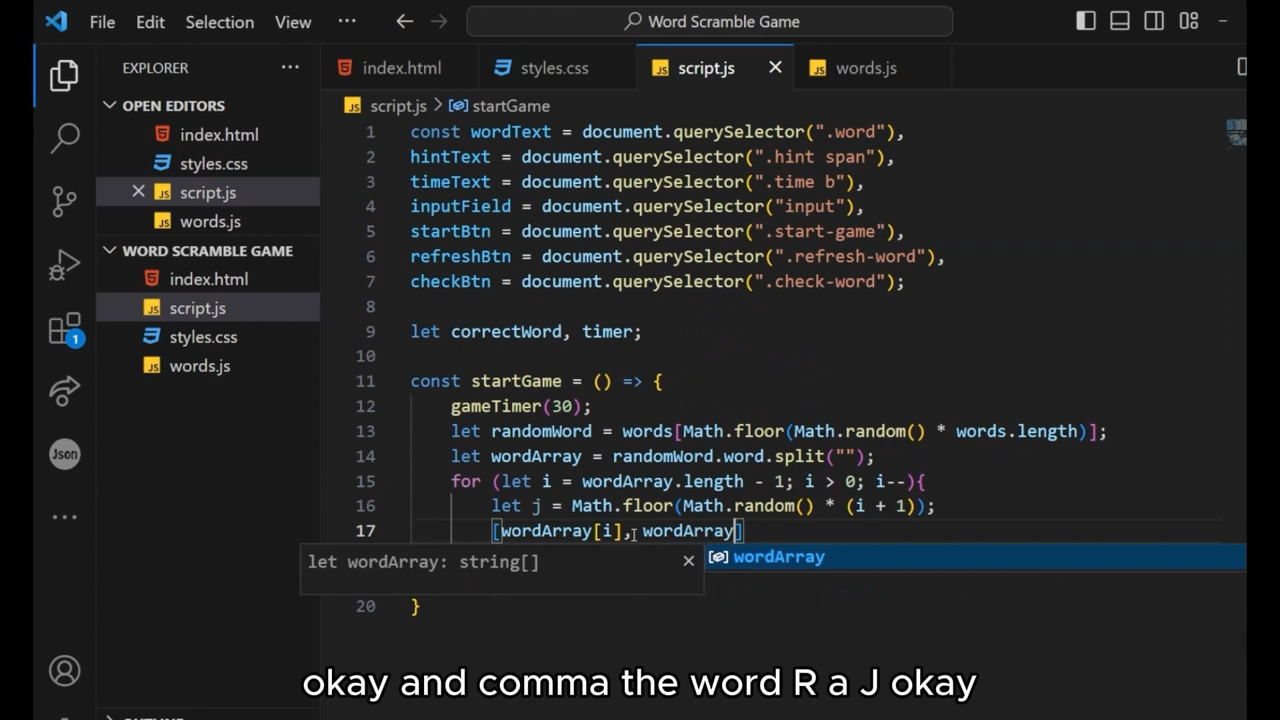 File Edit Selection View ··· Word Scramble Game
EXPLORER ···
index.html styles.css script.js words.js
OPEN EDITORS
index.html
styles.css
script.js
words.js
WORD SCRAMBLE GAME
index.html
script.js
styles.css
words.js
1
Json
script.js > startGame
1 const wordText = document.querySelector(".word"),
2 hintText = document.querySelector(".hint span"),
3 timeText = document.querySelector(".time b"),
4 inputField = document.querySelector("input"),
5 startBtn = document.querySelector(".start-game"),
6 refreshBtn = document.querySelector(".refresh-word"),
7 checkBtn = document.querySelector(".check-word");
8
9 let correctWord, timer;
10
11 const startGame = () => {
12 gameTimer(30);
13 let randomWord = words[Math.floor(Math.random() * words.length)];
14 let wordArray = randomWord.word.split("");
15 for (let i = wordArray.length - 1; i > 0; i--){
16 let j = Math.floor(Math.random() * (i + 1));
17 [wordArray[i], wordArray]
let wordArray: string[]
wordArray
20 }
okay and comma the word R a J okay